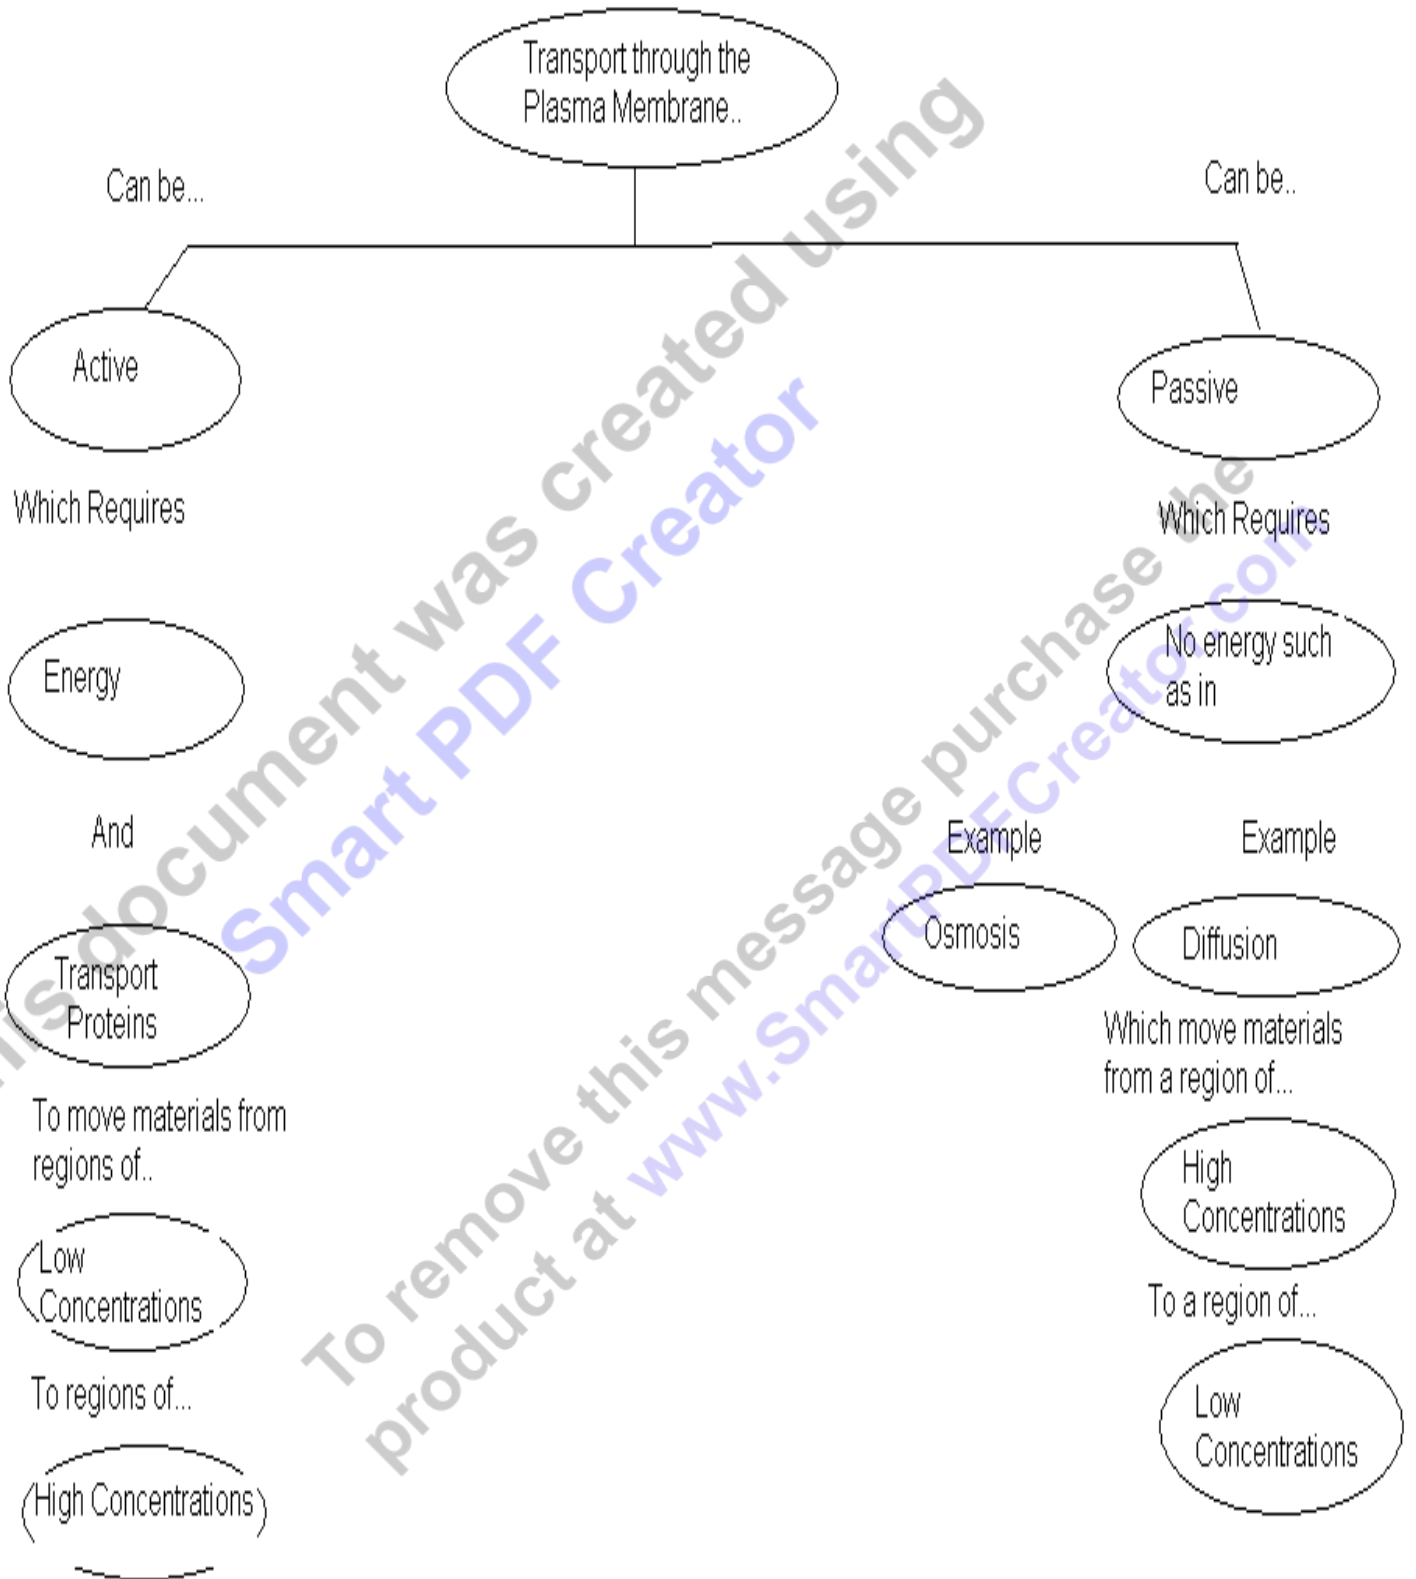 Transport through the
Plasma Membrane..
Can be...
Can be..
Active
Passive
Which Requires
Which Requires
Energy
No energy such
as in
And
Example
Example
Transport
Proteins
Osmosis
Diffusion
To move materials from
regions of..
Which move materials
from a region of...
Low
Concentrations
High
Concentrations
To regions of...
To a region of...
High Concentrations
Low
Concentrations
document was created using
Smart PDF Creator
To remove this message purchase the
product at www.SmartPDFCreator.com